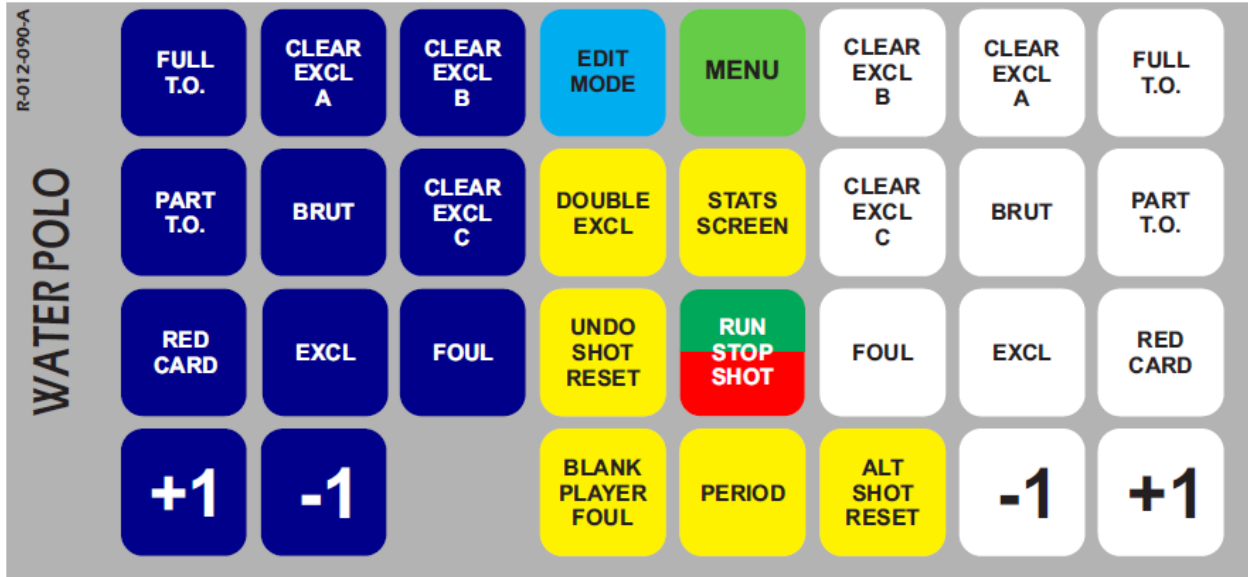 R-012-090-A
WATER POLO
FULL
T.O.
CLEAR
EXCL
A
CLEAR
EXCL
B
EDIT
MODE
MENU
CLEAR
EXCL
B
CLEAR
EXCL
A
FULL
T.O.
PART
T.O.
BRUT
CLEAR
EXCL
C
DOUBLE
EXCL
STATS
SCREEN
CLEAR
EXCL
C
BRUT
PART
T.O.
RED
CARD
EXCL
FOUL
UNDO
SHOT
RESET
RUN
STOP
SHOT
FOUL
EXCL
RED
CARD
+1
-1
BLANK
PLAYER
FOUL
PERIOD
ALT
SHOT
RESET
-1
+1